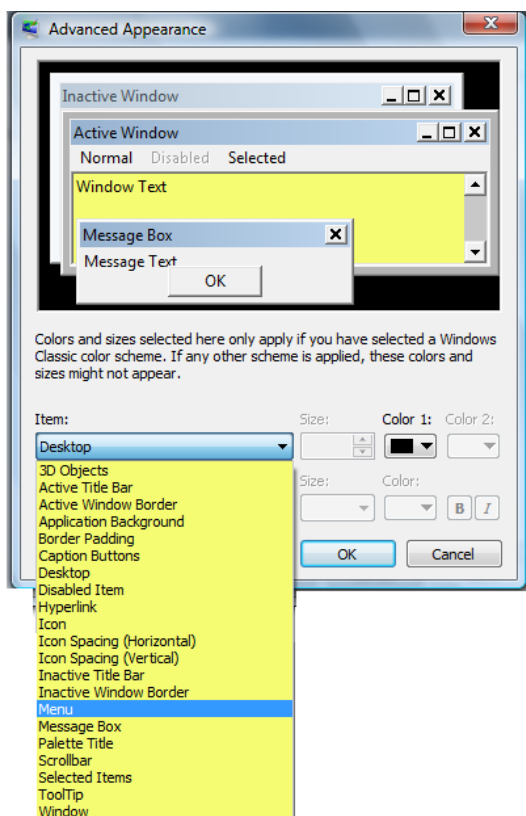 Advanced Appearance
Inactive Window
Active Window
Normal Disabled Selected
Window Text
Message Box
Message Text
OK
Colors and sizes selected here only apply if you have selected a Windows
Classic color scheme. If any other scheme is applied, these colors and
sizes might not appear.
Item: Size: Color 1: Color 2:
Desktop
Size: Color:
B I
OK Cancel
3D Objects
Active Title Bar
Active Window Border
Application Background
Border Padding
Caption Buttons
Desktop
Disabled Item
Hyperlink
Icon
Icon Spacing (Horizontal)
Icon Spacing (Vertical)
Inactive Title Bar
Inactive Window Border
Menu
Message Box
Palette Title
Scrollbar
Selected Items
ToolTip
Window